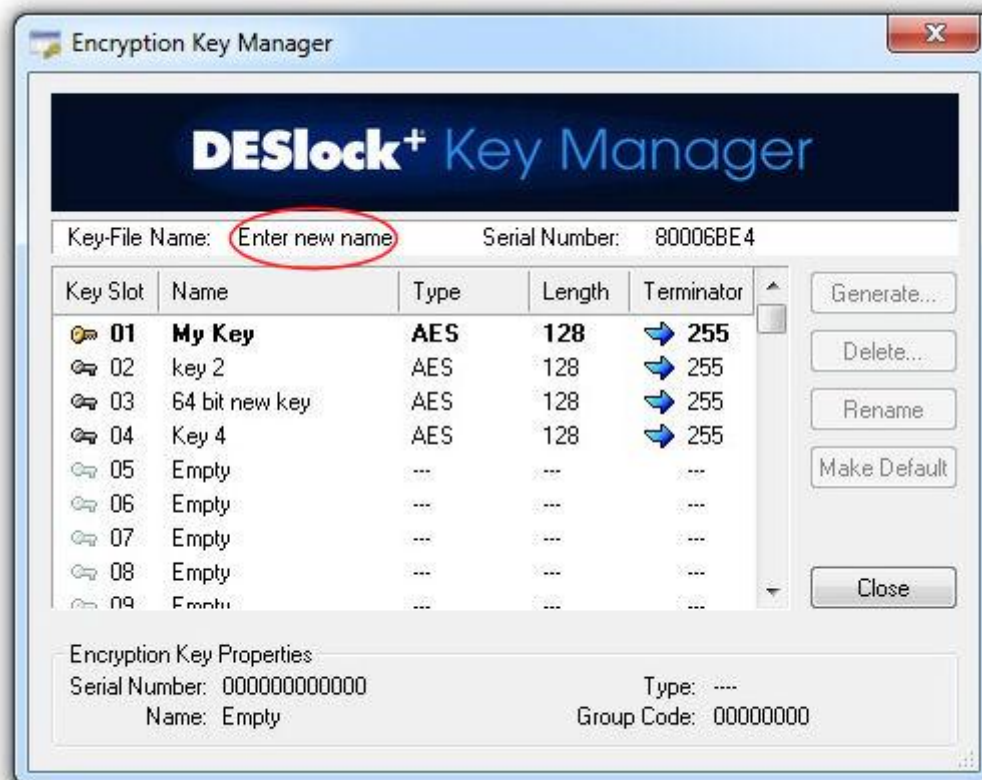 Encryption Key Manager
DESlock+ Key Manager
Key-File Name: Enter new name Serial Number: 80006BE4
Key Slot Name Type Length Terminator
01 My Key AES 128 255
02 key 2 AES 128 255
03 64 bit new key AES 128 255
04 Key 4 AES 128 255
05 Empty --- --- ---
06 Empty --- --- ---
07 Empty --- --- ---
08 Empty --- --- ---
09 Empty --- --- ---
Generate...
Delete...
Rename
Make Default
Close
Encryption Key Properties
Serial Number: 000000000000 Type: ----
Name: Empty Group Code: 00000000